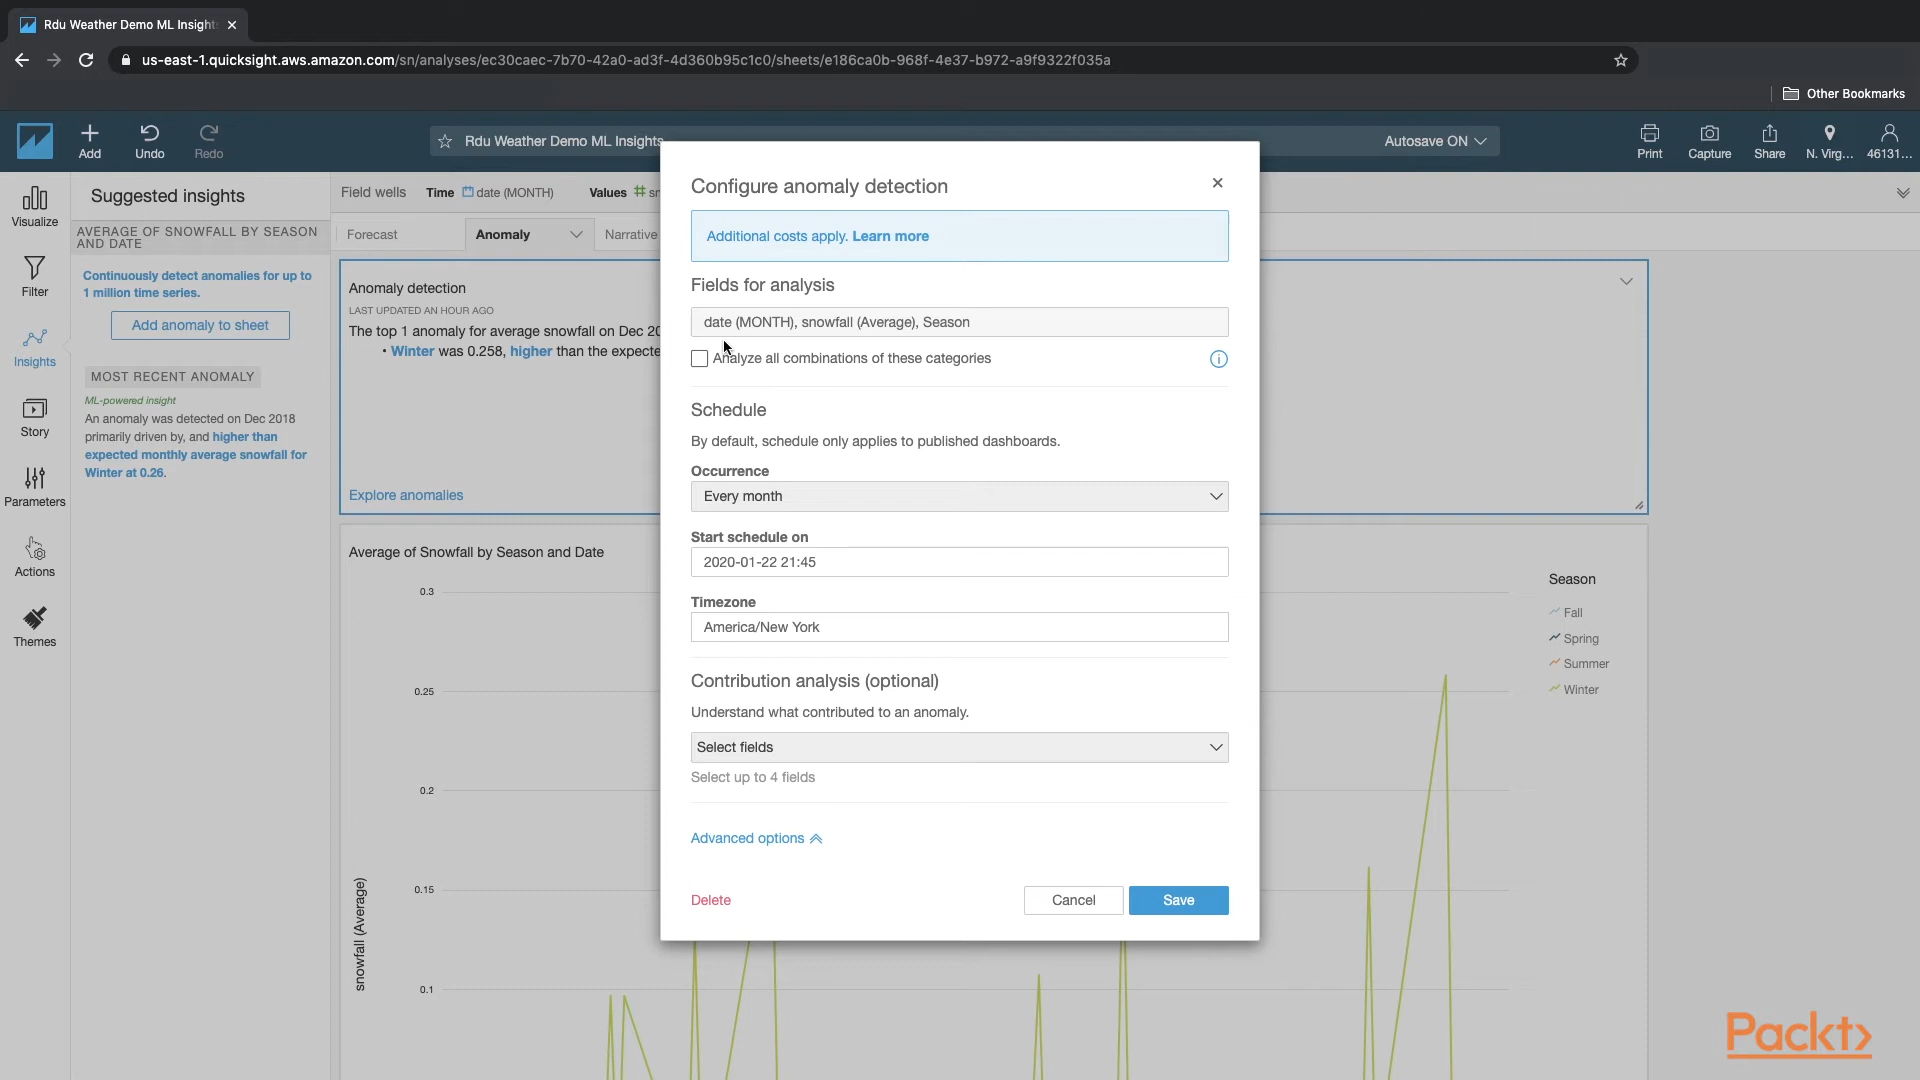 Rdu Weather Demo ML Insight
us-east-1.quicksight.aws.amazon.com/sn/analyses/ec30caec-7b70-42a0-ad3f-4d360b95c1c0/sheets/e186ca0b-968f-4e37-b972-a9f9322f035a
Other Bookmarks
Add
Undo
Redo
Rdu Weather Demo ML Insights
Autosave ON
Print
Capture
Share
N. Virg...
46131...
Visualize
Filter
Insights
Story
Parameters
Actions
Themes
Suggested insights
AVERAGE OF SNOWFALL BY SEASON
AND DATE
Continuously detect anomalies for up to
1 million time series.
Add anomaly to sheet
MOST RECENT ANOMALY
ML-powered insight
An anomaly was detected on Dec 2018
primarily driven by, and higher than
expected monthly average snowfall for
Winter at 0.26.
Field wells Time date (MONTH) Values sn
Forecast Anomaly Narrative
Anomaly detection
LAST UPDATED AN HOUR AGO
The top 1 anomaly for average snowfall on Dec 20
• Winter was 0.258, higher than the expecte
Explore anomalies
Average of Snowfall by Season and Date
0.3
0.25
0.2
0.15
0.1
snowfall (Average)
Season
Fall
Spring
Summer
Winter
Configure anomaly detection
Additional costs apply. Learn more
Fields for analysis
date (MONTH), snowfall (Average), Season
Analyze all combinations of these categories
Schedule
By default, schedule only applies to published dashboards.
Occurrence
Every month
Start schedule on
2020-01-22 21:45
Timezone
America/New York
Contribution analysis (optional)
Understand what contributed to an anomaly.
Select fields
Select up to 4 fields
Advanced options
Delete
Cancel
Save
Packt>